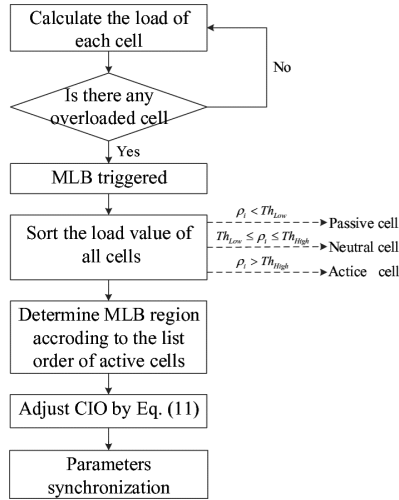 Calculate the load of
each cell
No
Is there any
overloaded cell
Yes
MLB triggered
Sort the load value of
all cells
ρi < ThLow
Passive cell
ThLow ≤ ρi ≤ ThHigh
Neutral cell
ρi > ThHigh
Actice cell
Determine MLB region
accroding to the list
order of active cells
Adjust CIO by Eq. (11)
Parameters
synchronization